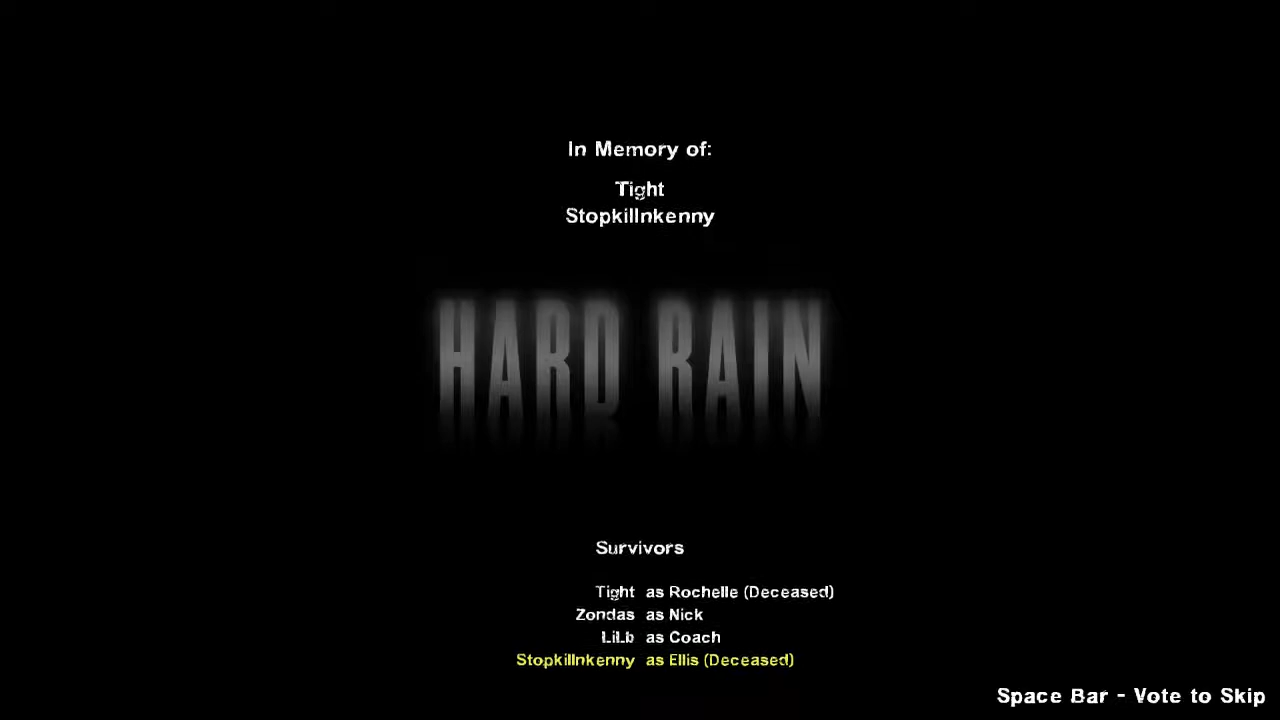 In Memory of:
Tight
Stopkillnkenny
HARD RAIN
Survivors
Tight as Rochelle (Deceased)
Zondas as Nick
LiLb as Coach
Stopkillnkenny as Ellis (Deceased)
Space Bar - Vote to Skip